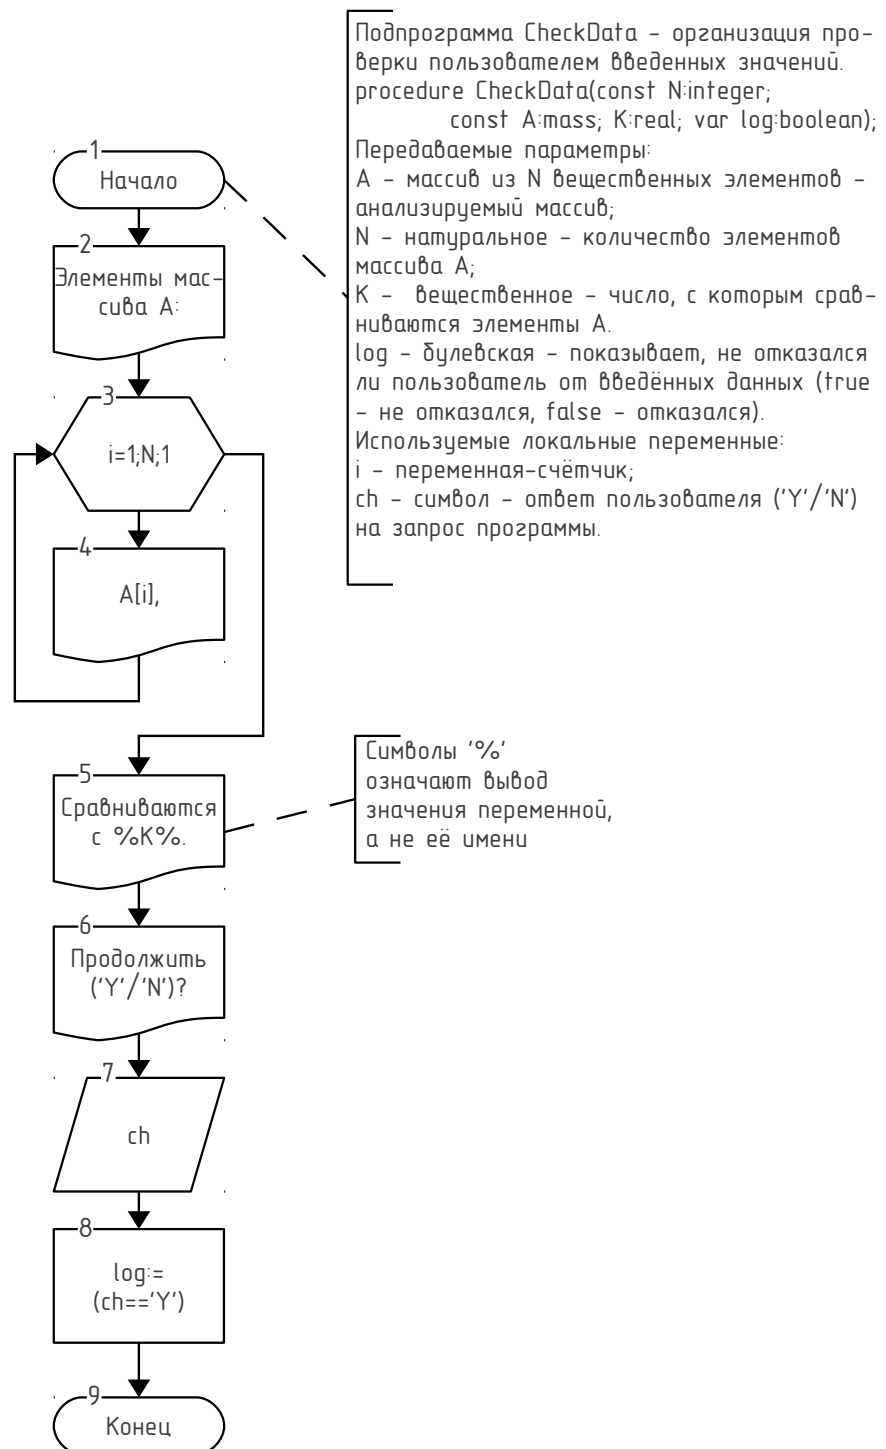 Подпрограмма CheckData - организация про-
верки пользователем введенных значений.
procedure CheckData(const N:integer;
const A:mass; K:real; var log:boolean);
Передаваемые параметры:
A - массив из N вещественных элементов -
анализируемый массив;
N - натуральное - количество элементов
массива A;
K - вещественное - число, с которым срав-
ниваются элементы A.
log - булевская - показывает, не отказался
ли пользователь от введённых данных (true
- не отказался, false - отказался).
Используемые локальные переменные:
i - переменная-счётчик;
ch - символ - ответ пользователя ('Y'/'N')
на запрос программы.
1
Начало
2
Элементы мас-
сива A:
3
i=1;N;1
4
A[i],
5
Сравниваются
с %K%.
Символы '%'
означают вывод
значения переменной,
а не её имени
6
Продолжить
('Y'/'N')?
7
ch
8
log:=
(ch=='Y')
9
Конец